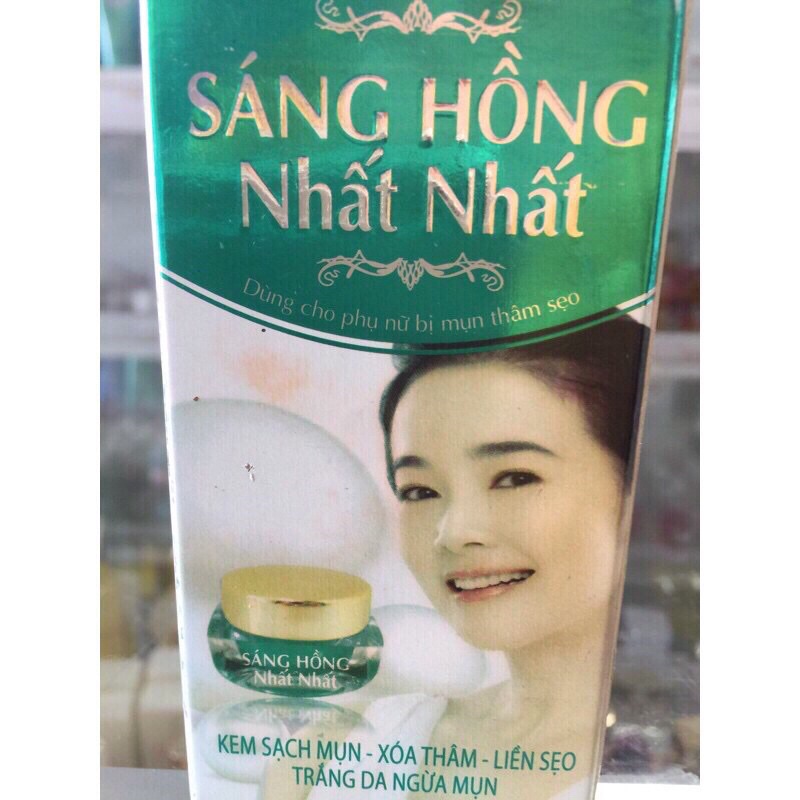 SÁNG HỒNG
Nhất Nhất
Dùng cho phụ nữ bị mụn thâm sẹo
SÁNG HỒNG
Nhất Nhất
KEM SẠCH MỤN - XÓA THÂM - LIỀN SẸO
TRẮNG DA NGỪA MỤN